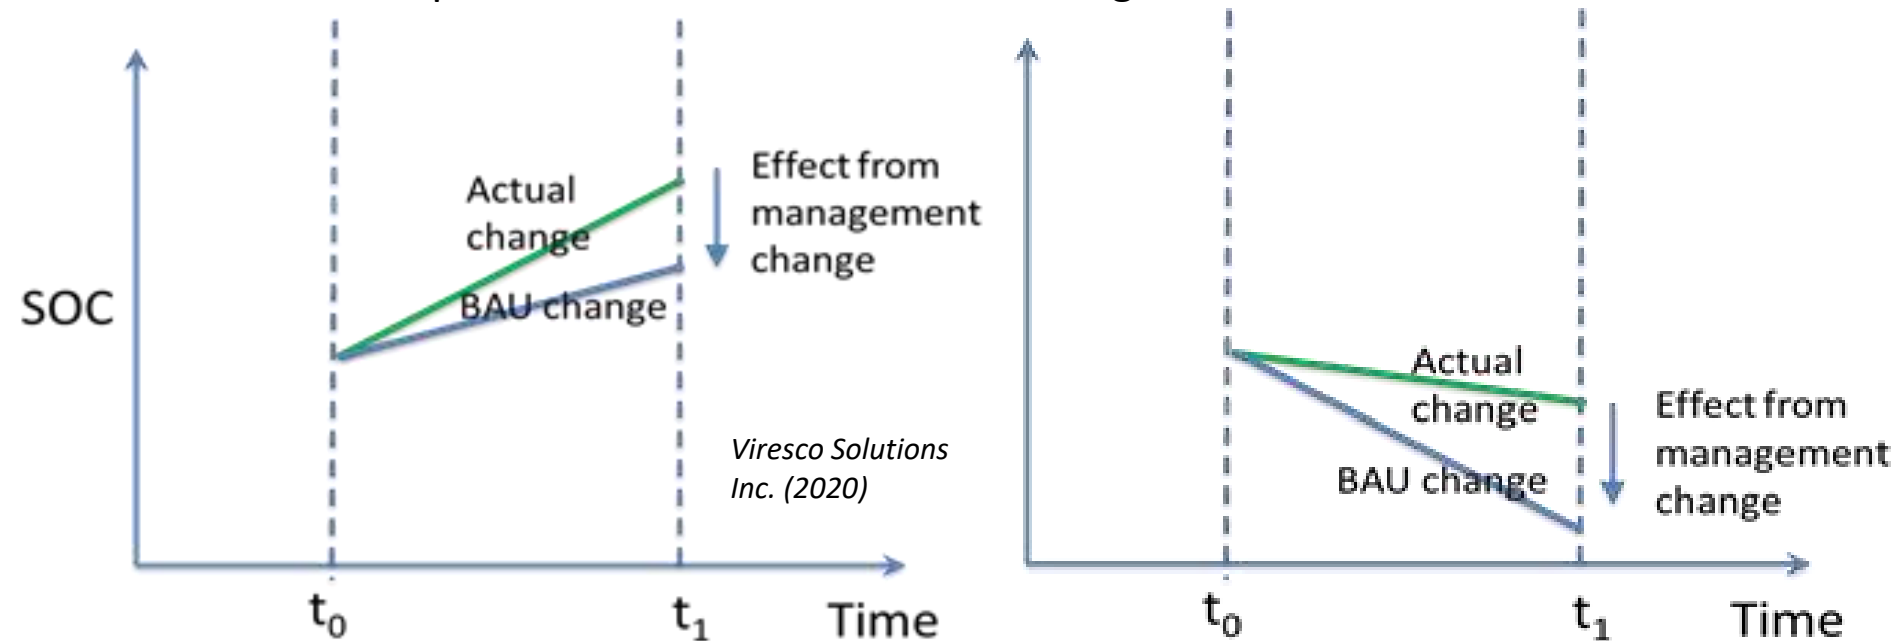 Actual
change
BAU change
Effect from
management
change
SOC
Viresco Solutions
Inc. (2020)
t₀
t₁
Time
Actual
change
BAU change
Effect from
management
change
t₀
t₁
Time